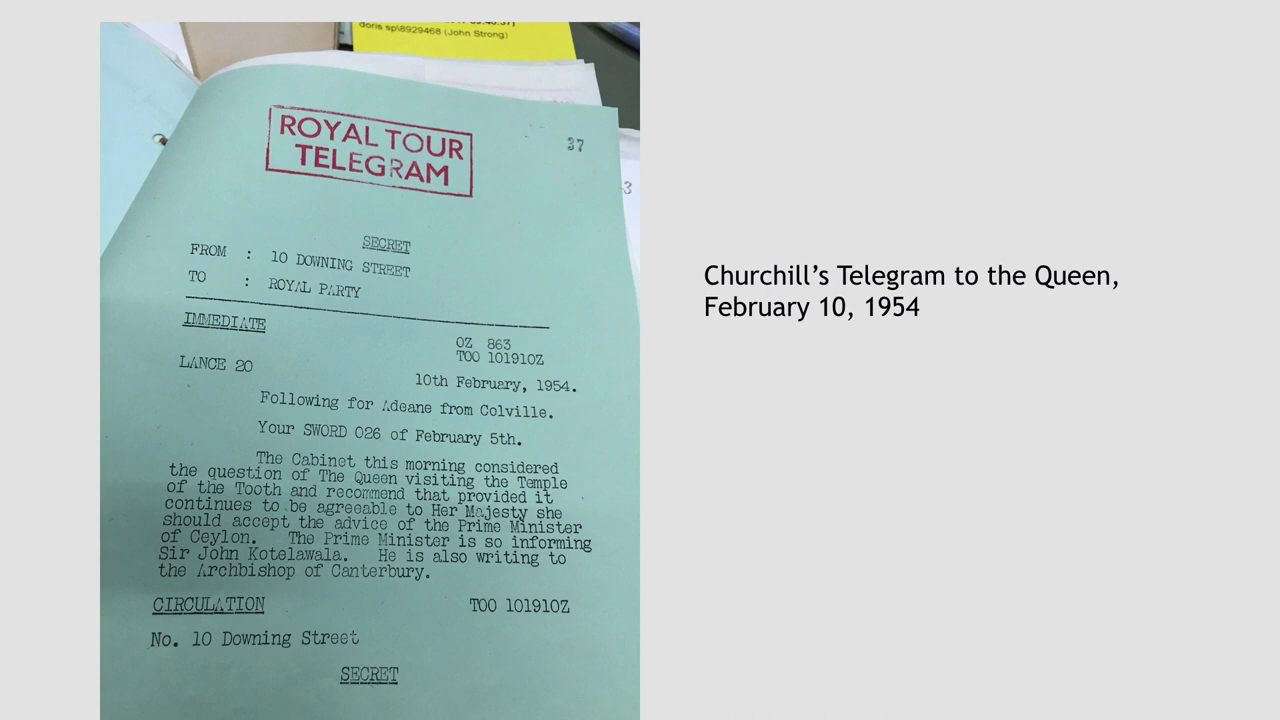 doris sp\8929468 (John Strong)
ROYAL TOUR
TELEGRAM
37
SECRET
FROM : 10 DOWNING STREET
TO : ROYAL PARTY
IMMEDIATE
OZ 863
TOO 101910Z
LANCE 20
10th February, 1954.
Following for Adeane from Colville.
Your SWORD 026 of February 5th.
The Cabinet this morning considered
the question of The Queen visiting the Temple
of the Tooth and recommend that provided it
continues to be agreeable to Her Majesty she
should accept the advice of the Prime Minister
of Ceylon. The Prime Minister is so informing
Sir John Kotelawala. He is also writing to
the Archbishop of Canterbury.
CIRCULATION TOO 101910Z
No. 10 Downing Street
SECRET
Churchill’s Telegram to the Queen,
February 10, 1954